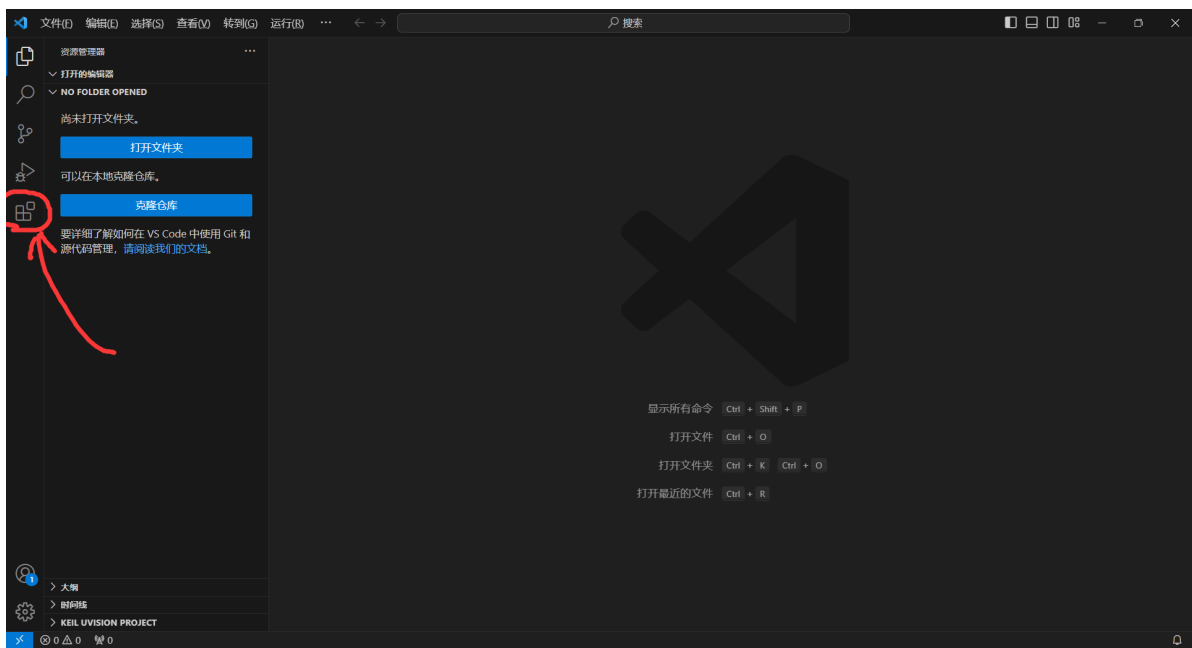 文件(F) 编辑(E) 选择(S) 查看(V) 转到(G) 运行(R) ··· 搜索
资源管理器 ···
打开的编辑器
NO FOLDER OPENED
尚未打开文件夹。
打开文件夹
可以在本地克隆仓库。
克隆仓库
要详细了解如何在 VS Code 中使用 Git 和
源代码管理，请阅读我们的文档。
显示所有命令 Ctrl + Shift + P
打开文件 Ctrl + O
打开文件夹 Ctrl + K Ctrl + O
打开最近的文件 Ctrl + R
1
大纲
时间线
KEIL UVISION PROJECT
0 0 0